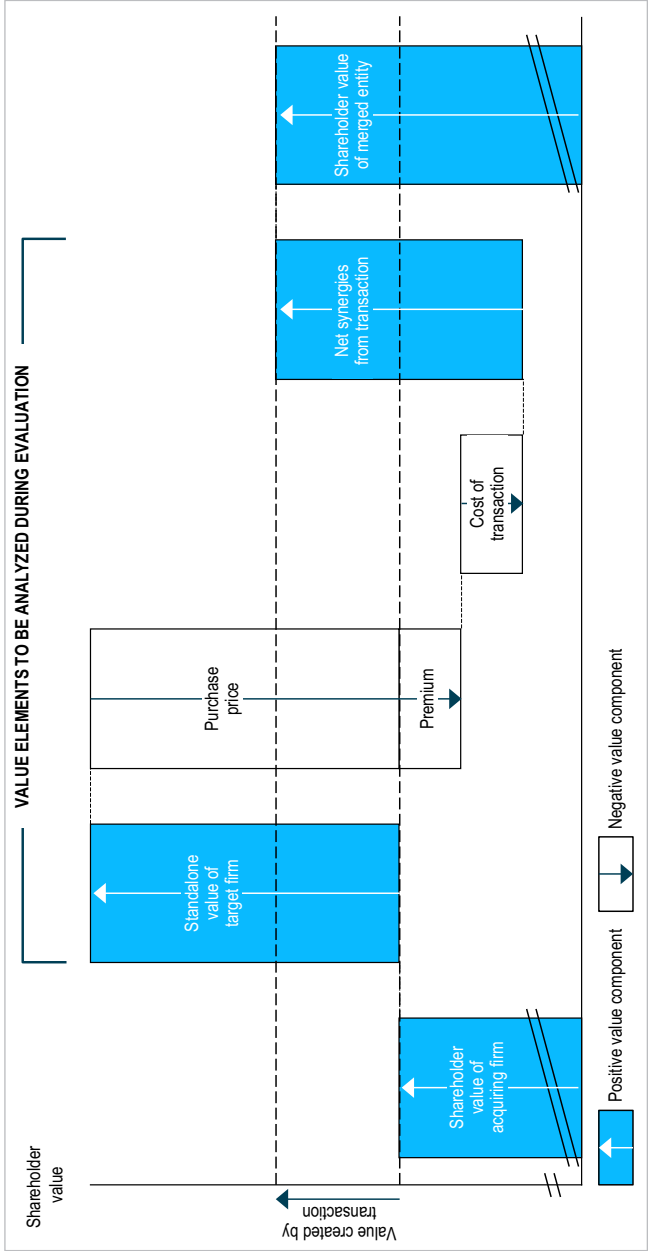 VALUE ELEMENTS TO BE ANALYZED DURING EVALUATION
Shareholder
value
Value created by
transaction
Shareholder
value of
acquiring firm
Standalone
value of
target firm
Purchase
price
Premium
Cost of
transaction
Net synergies
from transaction
Shareholder value
of merged entity
Positive value component
Negative value component